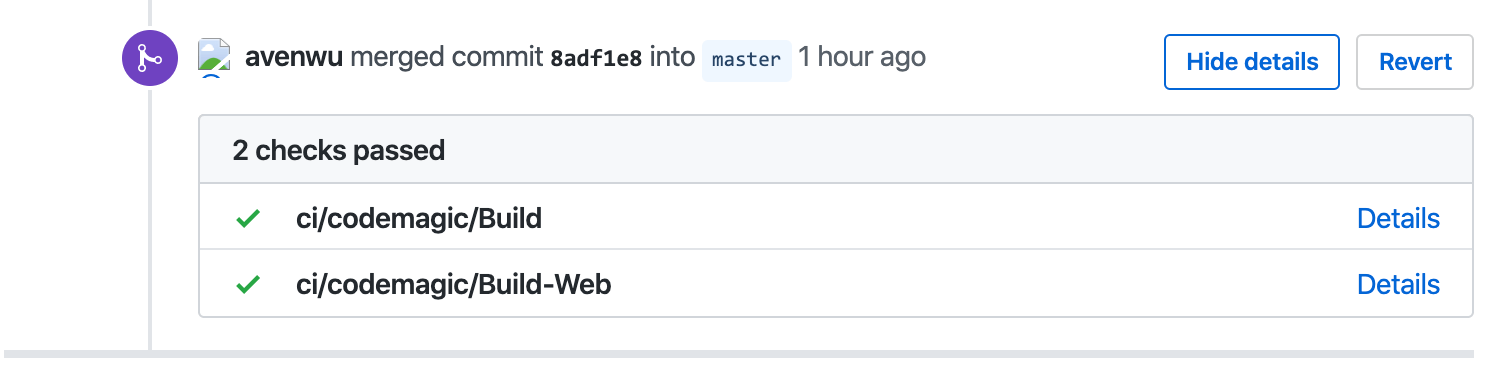 avenwu merged commit 8adf1e8 into master 1 hour ago Hide details Revert
2 checks passed
ci/codemagic/Build Details
ci/codemagic/Build-Web Details